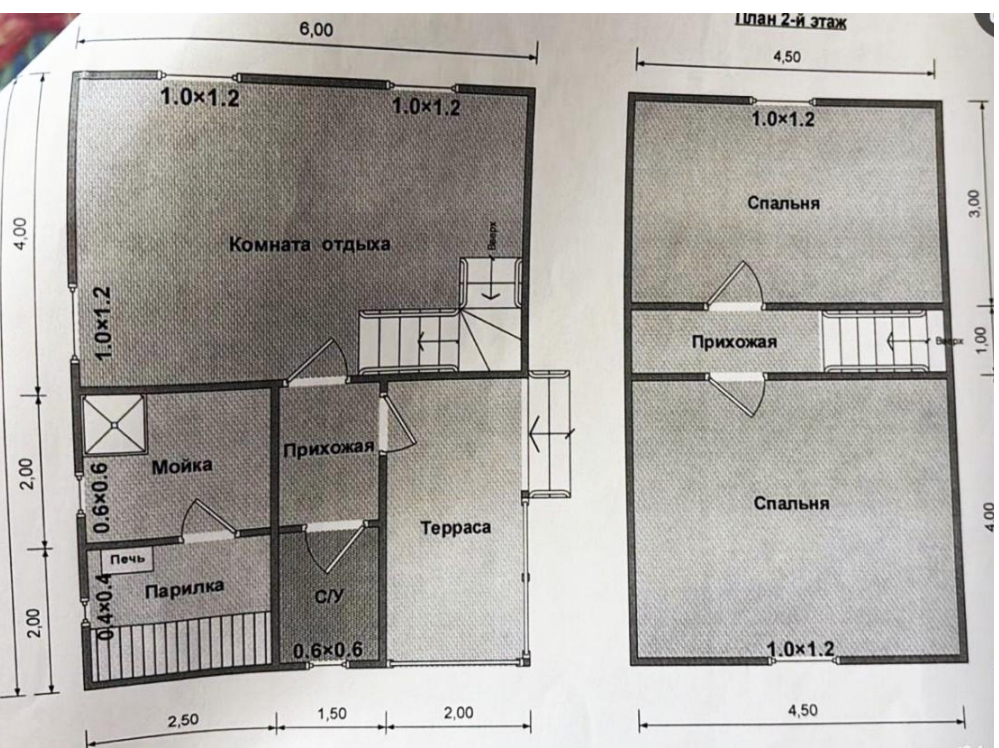 План 2-й этаж
6,00
4,50
1.0×1.2
1.0×1.2
1.0×1.2
4,00
3,00
Спальня
Комната отдыха
Вверх
1.0×1.2
Прихожая
Вверх
1,00
2,00
Мойка
Прихожая
0.6×0.6
Терраса
Спальня
4,00
Печь
Парилка
0.4×0.4
С/У
2,00
0.6×0.6
1.0×1.2
2,50
1,50
2,00
4,50